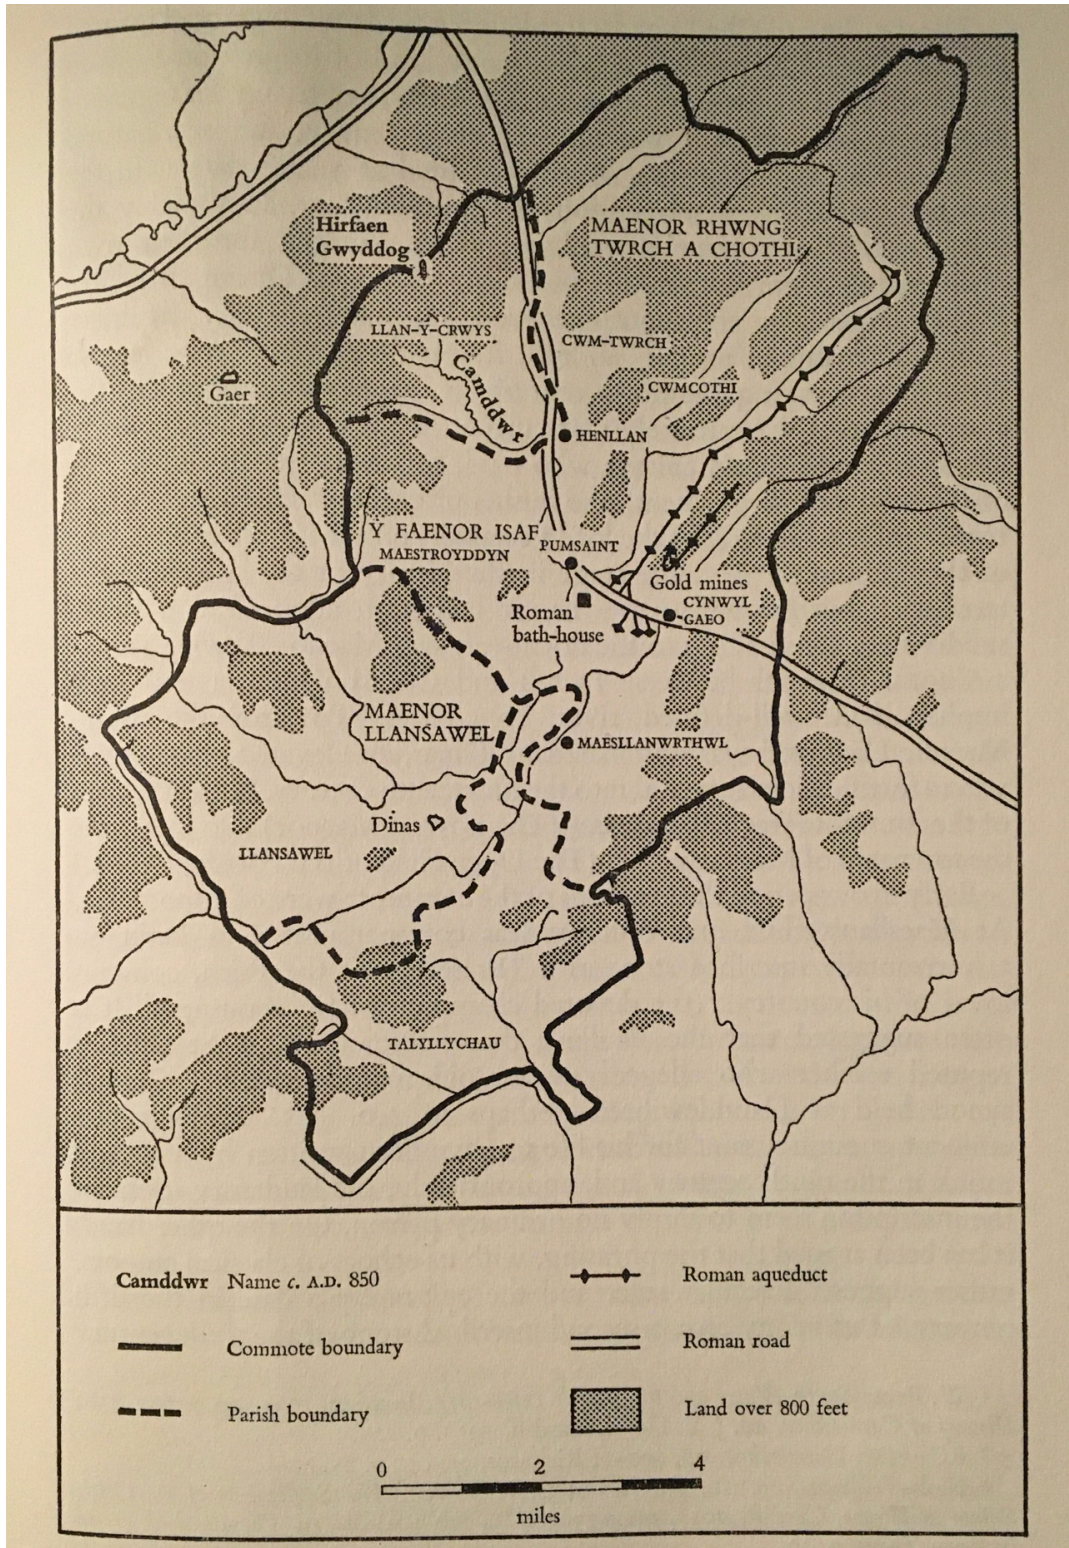 MAENOR RHWNG
TWRCH A CHOTHI
Hirfaen
Gwyddog
LLAN-Y-CRWYS
CWM-TWRCH
Camddwr
CWMCOTHI
Gaer
HENLLAN
Y FAENOR ISAF
MAESTROYDDYN
PUMSAINT
Gold mines
Roman
bath-house
CYNWYL
GAEO
MAENOR
LLANSAWEL
MAESLLANWRTHWL
Dinas
LLANSAWEL
TALYLLYCHAU
Camddwr Name c. A.D. 850
Roman aqueduct
Commote boundary
Roman road
Parish boundary
Land over 800 feet
0 2 4
miles